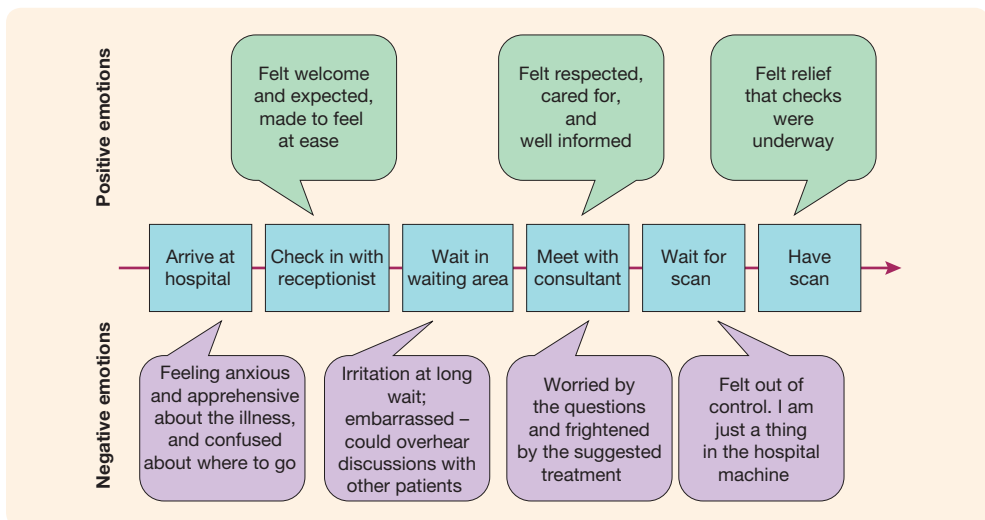 Positive emotions
Felt welcome
and expected,
made to feel
at ease
Felt respected,
cared for,
and
well informed
Felt relief
that checks
were
underway
Arrive at
hospital
Check in with
receptionist
Wait in
waiting area
Meet with
consultant
Wait for
scan
Have
scan
Negative emotions
Feeling anxious
and apprehensive
about the illness,
and confused
about where to go
Irritation at long
wait;
embarrassed –
could overhear
discussions with
other patients
Worried by
the questions
and frightened
by the suggested
treatment
Felt out of
control. I am
just a thing
in the hospital
machine